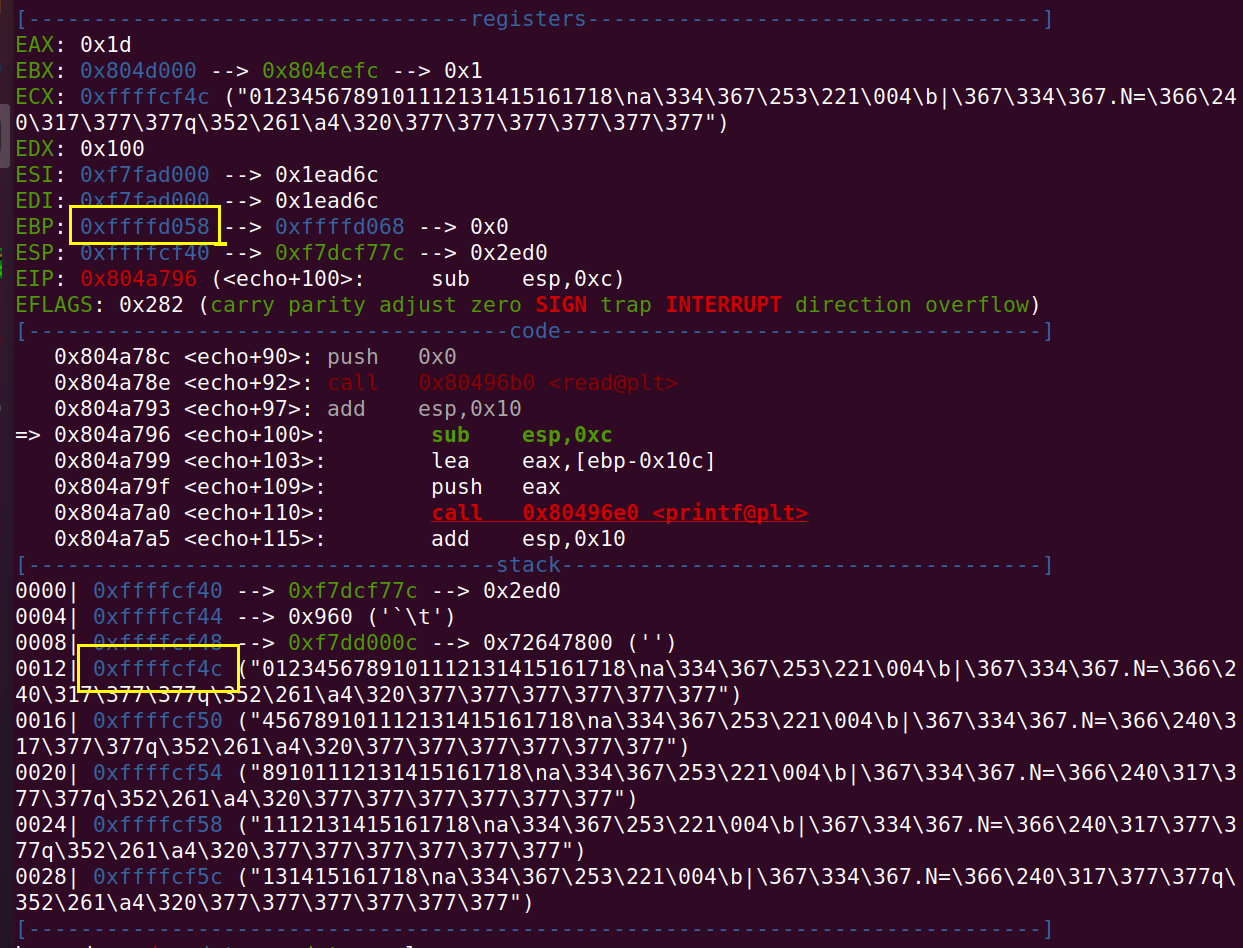 [----------------------------------registers-----------------------------------]
EAX: 0x1d
EBX: 0x804d000 --> 0x804cefc --> 0x1
ECX: 0xffffcf4c ("0123456789101112131415161718\na\334\367\253\221\004\b|\367\334\367.N=\366\24
0\317\377\377q\352\261\a4\320\377\377\377\377\377\377")
EDX: 0x100
ESI: 0xf7fad000 --> 0x1ead6c
EDI: 0xf7fad000 --> 0x1ead6c
EBP: 0xffffd058 --> 0xffffd068 --> 0x0
ESP: 0xffffcf40 --> 0xf7dcf77c --> 0x2ed0
EIP: 0x804a796 (<echo+100>:     sub    esp,0xc)
EFLAGS: 0x282 (carry parity adjust zero SIGN trap INTERRUPT direction overflow)
[-------------------------------------code-------------------------------------]
   0x804a78c <echo+90>: push   0x0
   0x804a78e <echo+92>: call   0x80496b0 <read@plt>
   0x804a793 <echo+97>: add    esp,0x10
=> 0x804a796 <echo+100>:        sub    esp,0xc
   0x804a799 <echo+103>:        lea    eax,[ebp-0x10c]
   0x804a79f <echo+109>:        push   eax
   0x804a7a0 <echo+110>:        call   0x80496e0 <printf@plt>
   0x804a7a5 <echo+115>:        add    esp,0x10
[------------------------------------stack-------------------------------------]
0000| 0xffffcf40 --> 0xf7dcf77c --> 0x2ed0
0004| 0xffffcf44 --> 0x960 ('`\t')
0008| 0xffffcf48 --> 0xf7dd000c --> 0x72647800 ('')
0012| 0xffffcf4c ("0123456789101112131415161718\na\334\367\253\221\004\b|\367\334\367.N=\366\2
40\317\377\377q\352\261\a4\320\377\377\377\377\377\377")
0016| 0xffffcf50 ("456789101112131415161718\na\334\367\253\221\004\b|\367\334\367.N=\366\240\3
17\377\377q\352\261\a4\320\377\377\377\377\377\377")
0020| 0xffffcf54 ("89101112131415161718\na\334\367\253\221\004\b|\367\334\367.N=\366\240\317\3
77\377q\352\261\a4\320\377\377\377\377\377\377")
0024| 0xffffcf58 ("1112131415161718\na\334\367\253\221\004\b|\367\334\367.N=\366\240\317\377\3
77q\352\261\a4\320\377\377\377\377\377\377")
0028| 0xffffcf5c ("131415161718\na\334\367\253\221\004\b|\367\334\367.N=\366\240\317\377\377q\
352\261\a4\320\377\377\377\377\377\377")
[------------------------------------------------------------------------------]